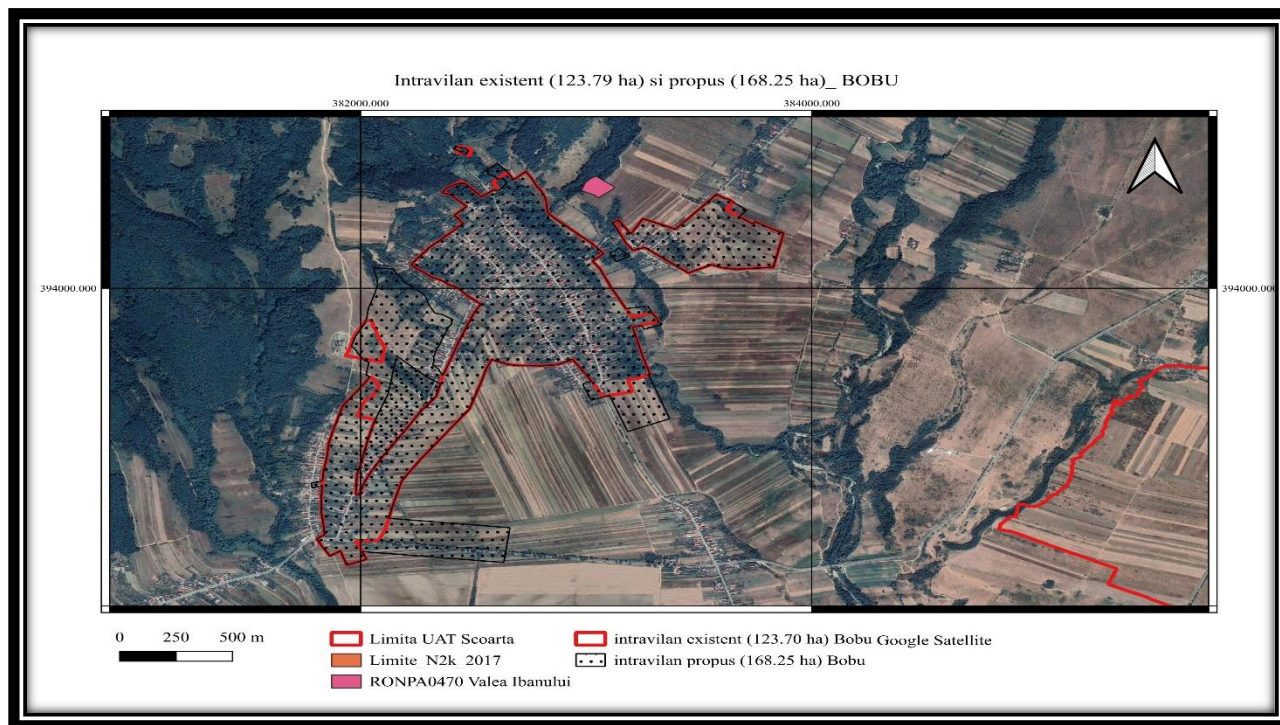 Intravilan existent (123.79 ha) si propus (168.25 ha)_ BOBU
382000.000 384000.000
394000.000 394000.000
0 250 500 m
Limita UAT Scoarta
Limite N2k 2017
RONPA0470 Valea Ibanului
intravilan existent (123.70 ha) Bobu Google Satellite
intravilan propus (168.25 ha) Bobu